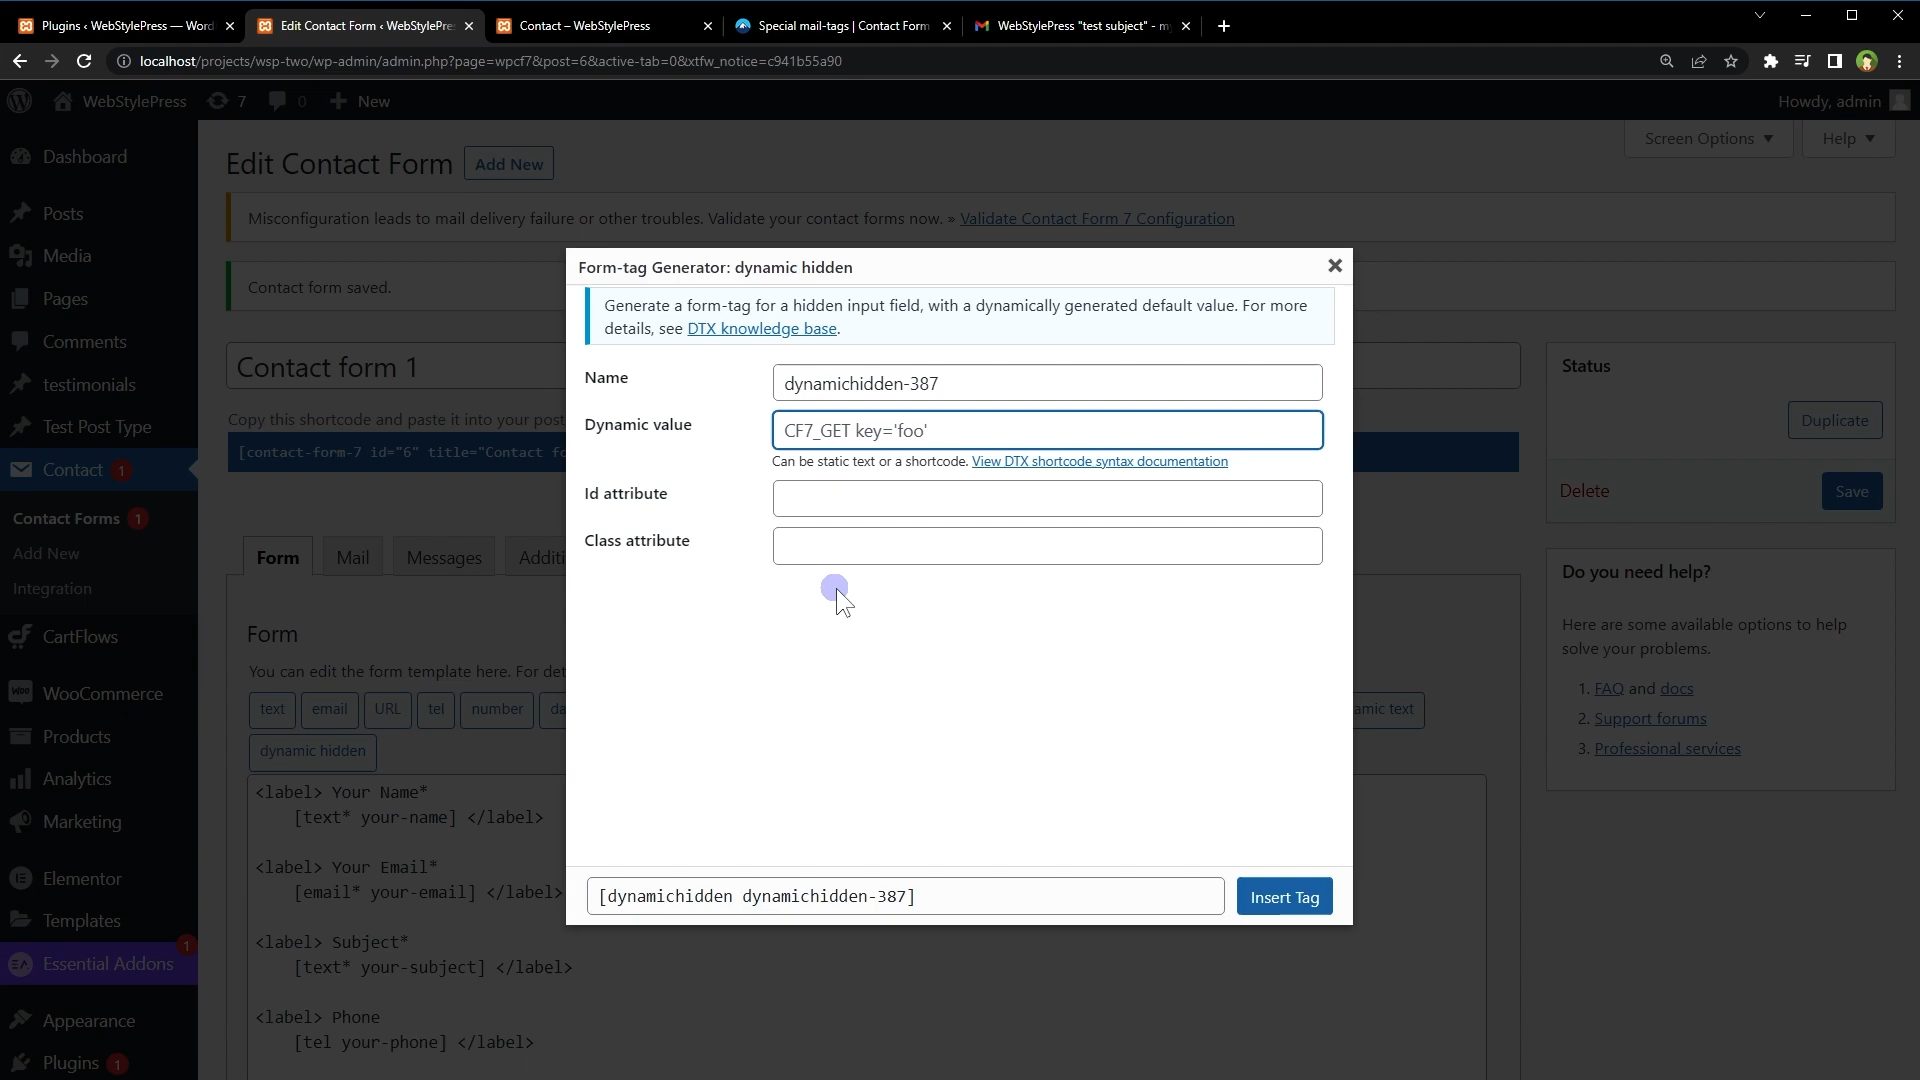 Plugins ‹ WebStylePress — Word
Edit Contact Form ‹ WebStylePre
Contact – WebStylePress
Special mail-tags | Contact Form
WebStylePress "test subject" - m
localhost/projects/wsp-two/wp-admin/admin.php?page=wpcf7&post=6&active-tab=0&xtfw_notice=c941b55a90
WebStylePress
7
0
New
Howdy, admin
Dashboard
Posts
Media
Pages
Comments
testimonials
Test Post Type
Contact 1
Contact Forms 1
Add New
Integration
CartFlows
WooCommerce
Products
Analytics
Marketing
Elementor
Templates
1
Essential Addons
Appearance
Plugins 1
Screen Options
Help
Edit Contact Form
Add New
Misconfiguration leads to mail delivery failure or other troubles. Validate your contact forms now. » Validate Contact Form 7 Configuration
Contact form saved.
Contact form 1
Copy this shortcode and paste it into your post
[contact-form-7 id="6" title="Contact fo
Form
Mail
Messages
Additi
Form
You can edit the form template here. For det
text
email
URL
tel
number
da
amic text
dynamic hidden
<label> Your Name*
[text* your-name] </label>
<label> Your Email*
[email* your-email] </label>
<label> Subject*
[text* your-subject] </label>
<label> Phone
[tel your-phone] </label>
Form-tag Generator: dynamic hidden
Generate a form-tag for a hidden input field, with a dynamically generated default value. For more
details, see DTX knowledge base.
Name
dynamichidden-387
Dynamic value
CF7_GET key='foo'
Can be static text or a shortcode. View DTX shortcode syntax documentation
Id attribute
Class attribute
[dynamichidden dynamichidden-387]
Insert Tag
Status
Duplicate
Delete
Save
Do you need help?
Here are some available options to help
solve your problems.
1. FAQ and docs
2. Support forums
3. Professional services